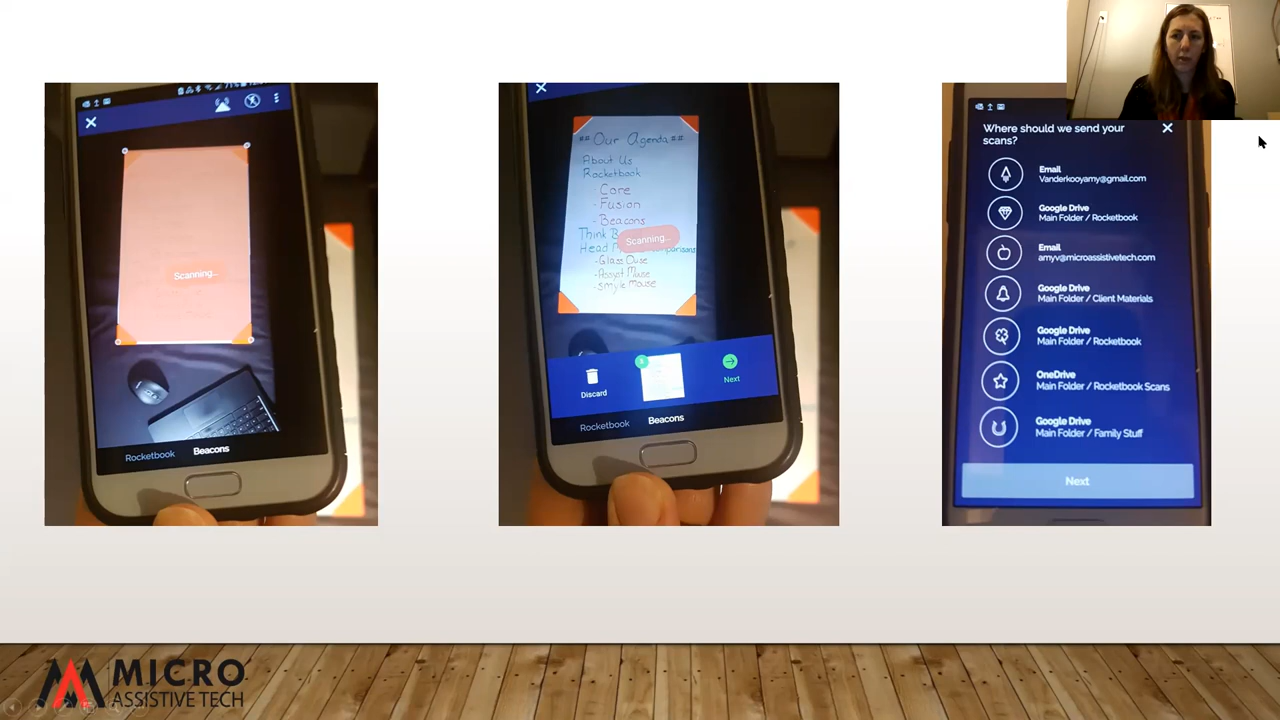 Scanning...
Rocketbook
Beacons
## Our Agenda ##
About Us
Rocketbook
- Core
- Fusion
- Beacons
Scanning...
- Glass Ouse
- Assyst Mouse
- Smyle Mouse
Discard
Next
Rocketbook
Beacons
Where should we send your
scans?
Email
Vanderkooyamy@gmail.com
Google Drive
Main Folder / Rocketbook
Email
amyv@microassistivetech.com
Google Drive
Main Folder / Client Materials
Google Drive
Main Folder / Rocketbook
OneDrive
Main Folder / Rocketbook Scans
Google Drive
Main Folder / Family Stuff
Next
MICRO
ASSISTIVE TECH